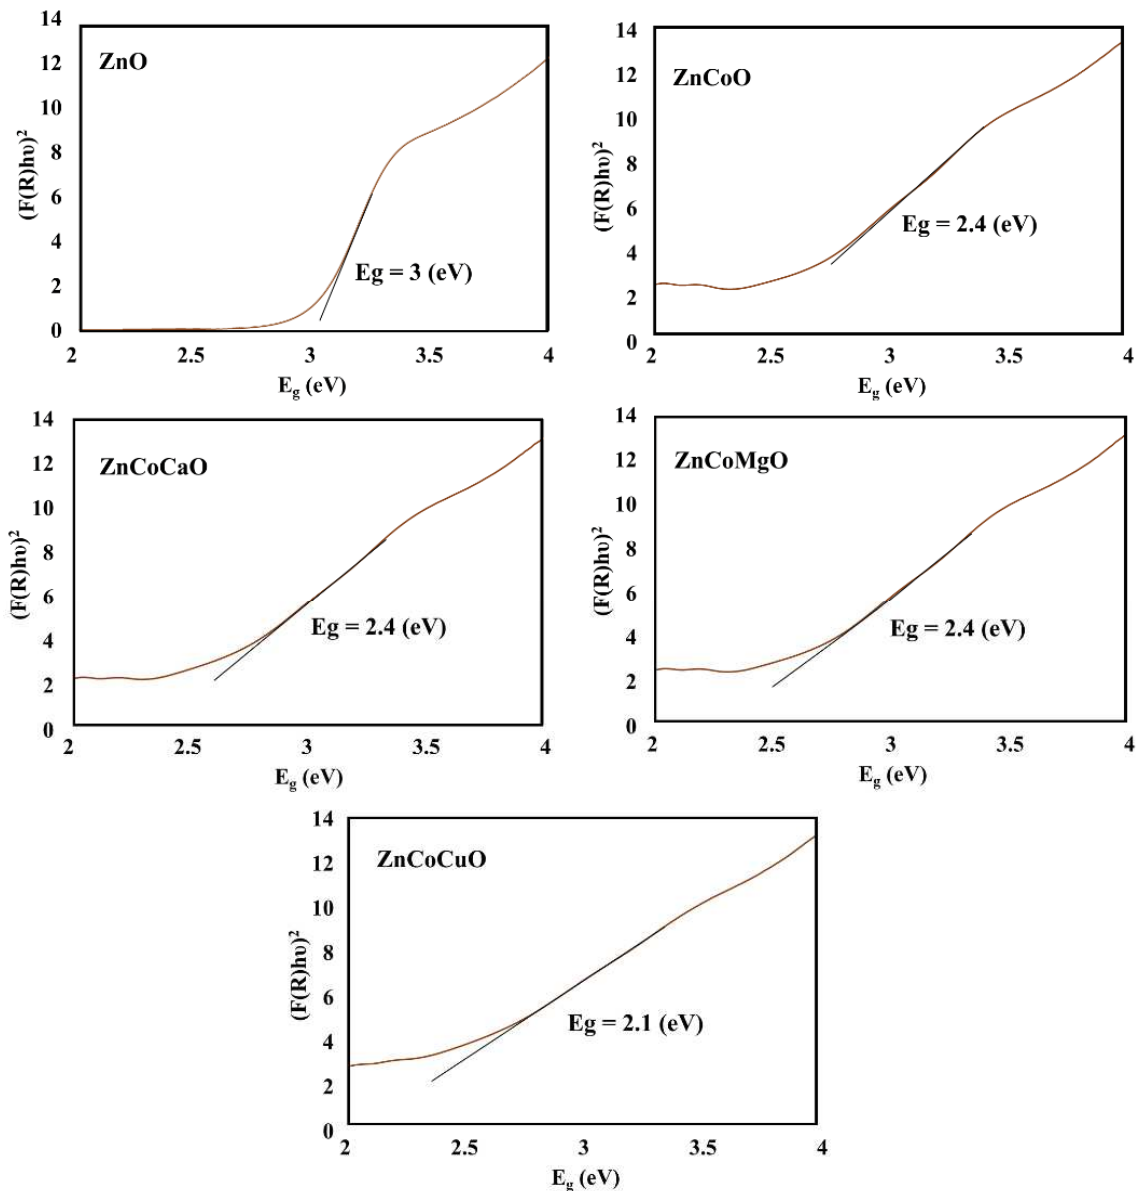 ZnO
(F(R)hυ)²
14
12
10
8
6
4
2
0
Eg = 3 (eV)
2 2.5 3 3.5 4
E₉ (eV)
ZnCoO
(F(R)hυ)²
14
12
10
8
6
4
2
0
Eg = 2.4 (eV)
2 2.5 3 3.5 4
E₉ (eV)
ZnCoCaO
(F(R)hυ)²
14
12
10
8
6
4
2
0
Eg = 2.4 (eV)
2 2.5 3 3.5 4
E₉ (eV)
ZnCoMgO
(F(R)hυ)²
14
12
10
8
6
4
2
0
Eg = 2.4 (eV)
2 2.5 3 3.5 4
E₉ (eV)
ZnCoCuO
(F(R)hυ)²
14
12
10
8
6
4
2
0
Eg = 2.1 (eV)
2 2.5 3 3.5 4
E₉ (eV)